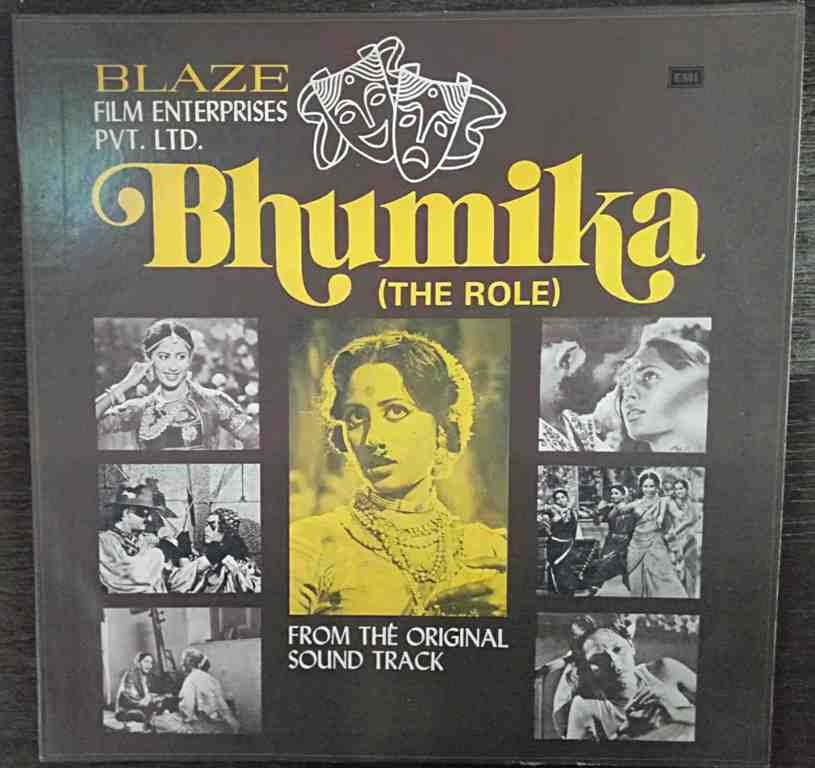 BLAZE
FILM ENTERPRISES
PVT. LTD.
EMI
Bhumika
(THE ROLE)
FROM THE ORIGINAL
SOUND TRACK